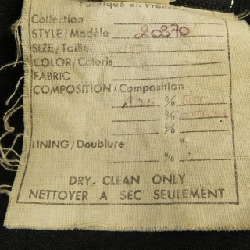 Fabriqué en France
Collection
STYLE/Modèle 20370
SIZE/Taille
COLOR/Coloris
FABRIC
COMPOSITION/Composition
%
%
%
LINING/Doublure
%
DRY CLEAN ONLY
NETTOYER A SEC SEULEMENT